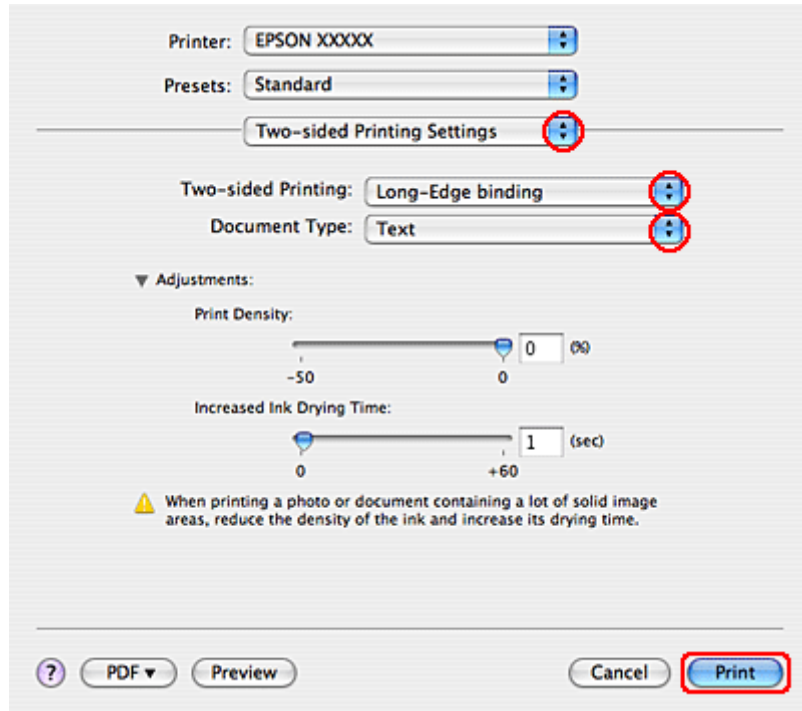 Printer: EPSON XXXXX
Presets: Standard
Two-sided Printing Settings
Two-sided Printing: Long-Edge binding
Document Type: Text
Adjustments:
Print Density:
0 (%)
-50 0
Increased Ink Drying Time:
1 (sec)
0 +60
When printing a photo or document containing a lot of solid image
areas, reduce the density of the ink and increase its drying time.
? PDF Preview Cancel Print